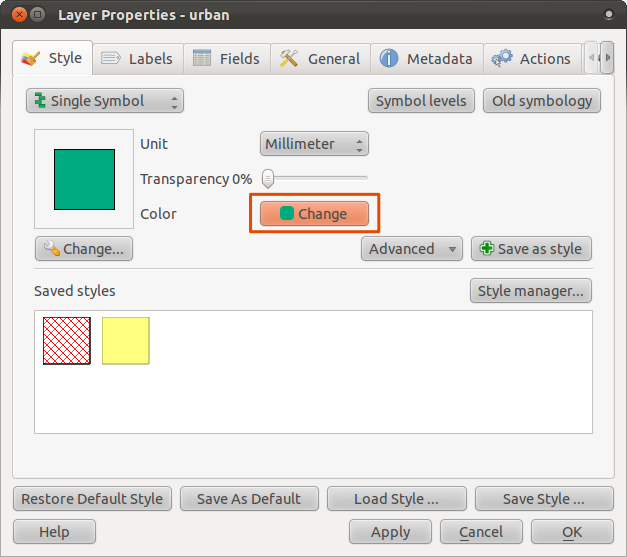 Layer Properties - urban
Style Labels Fields General Metadata Actions
Single Symbol Symbol levels Old symbology
Unit Millimeter
Transparency 0%
Color Change
Change... Advanced Save as style
Saved styles Style manager...
Restore Default Style Save As Default Load Style ... Save Style ...
Help Apply Cancel OK